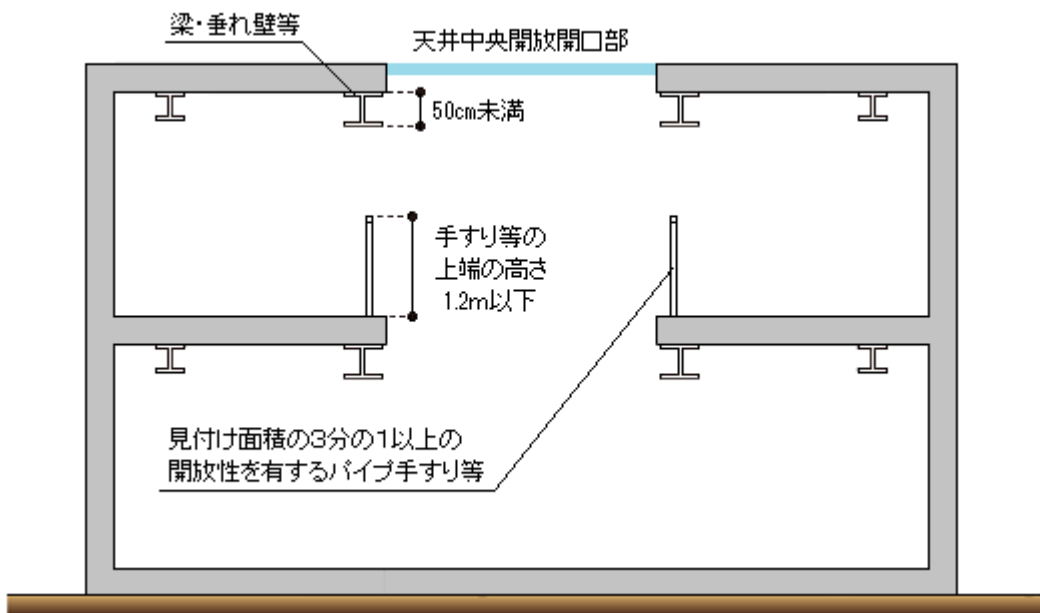 梁・垂れ壁等
天井中央開放開口部
50cm未満
手すり等の
上端の高さ
1.2m以下
見付け面積の3分の1以上の
開放性を有するパイプ手すり等